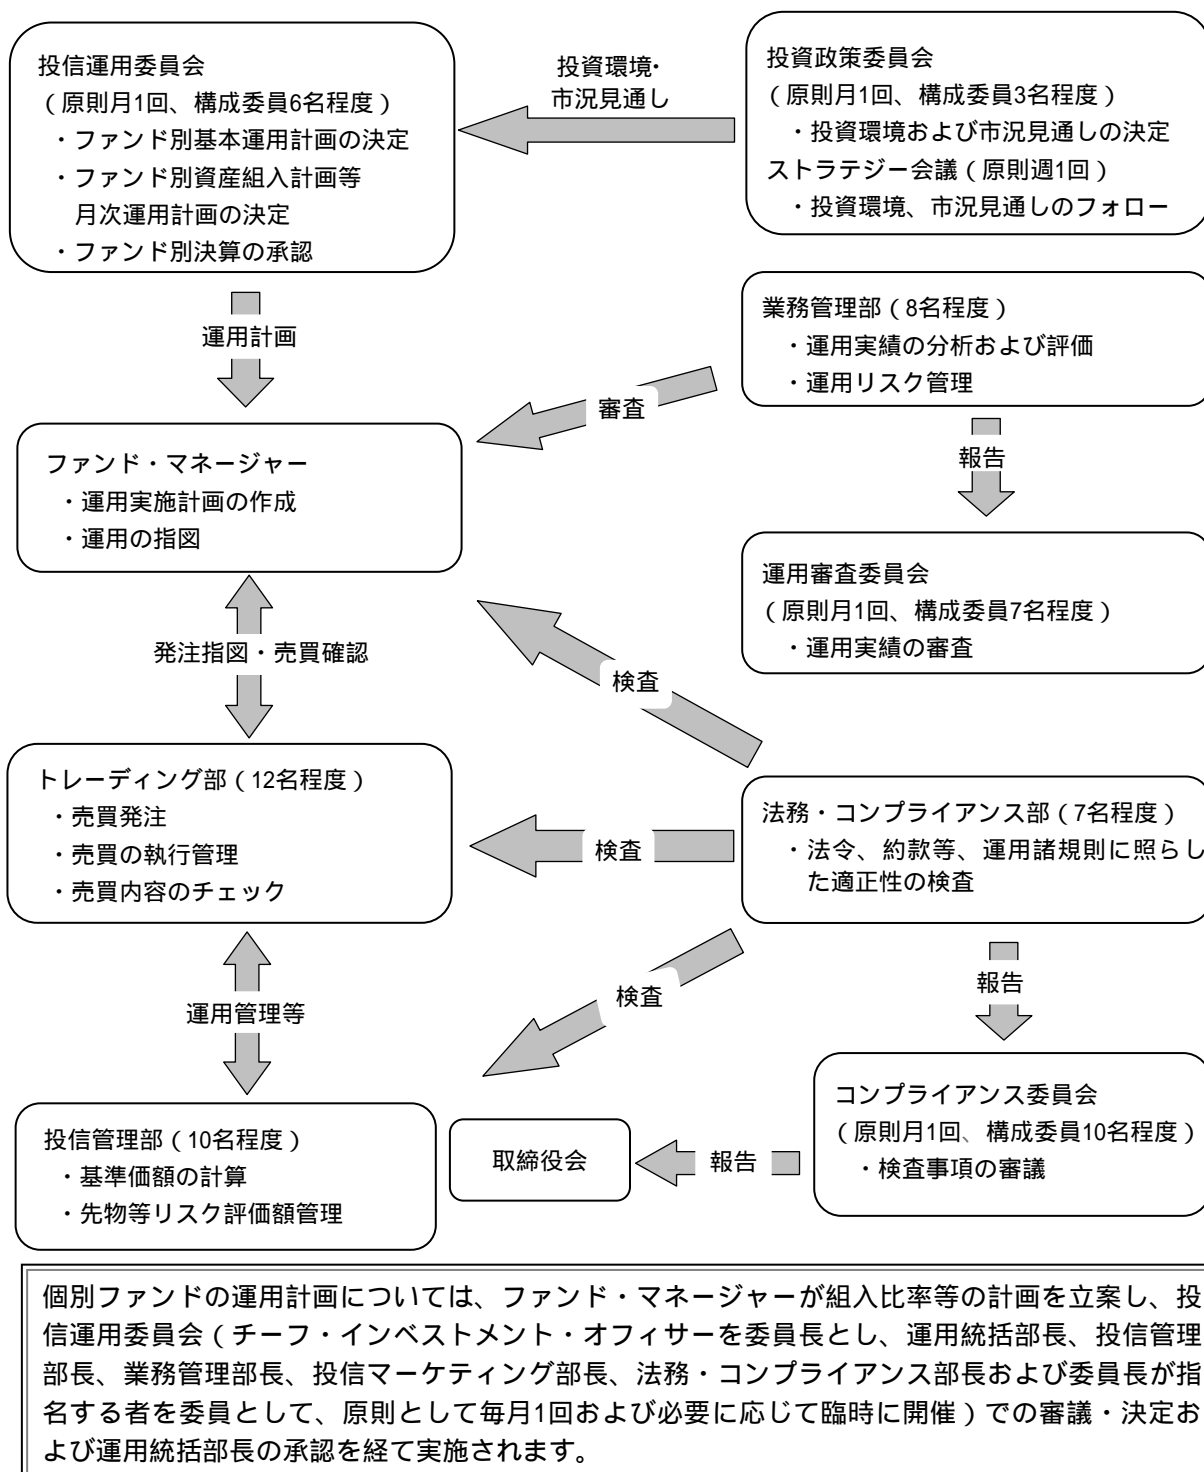 投信運用委員会
（原則月1回、構成委員6名程度）
・ファンド別基本運用計画の決定
・ファンド別資産組入計画等
月次運用計画の決定
・ファンド別決算の承認
投資環境・
市況見通し
投資政策委員会
（原則月1回、構成委員3名程度）
・投資環境および市況見通しの決定
ストラテジー会議（原則週1回）
・投資環境、市況見通しのフォロー
運用計画
業務管理部（8名程度）
・運用実績の分析および評価
・運用リスク管理
審査
報告
ファンド・マネージャー
・運用実施計画の作成
・運用の指図
運用審査委員会
（原則月1回、構成委員7名程度）
・運用実績の審査
発注指図・売買確認
検査
トレーディング部（12名程度）
・売買発注
・売買の執行管理
・売買内容のチェック
検査
法務・コンプライアンス部（7名程度）
・法令、約款等、運用諸規則に照らし
た適正性の検査
運用管理等
検査
報告
投信管理部（10名程度）
・基準価額の計算
・先物等リスク評価額管理
取締役会
報告
コンプライアンス委員会
（原則月1回、構成委員10名程度）
・検査事項の審議
個別ファンドの運用計画については、ファンド・マネージャーが組入比率等の計画を立案し、投
信運用委員会（チーフ・インベストメント・オフィサーを委員長とし、運用統括部長、投信管理
部長、業務管理部長、投信マーケティング部長、法務・コンプライアンス部長および委員長が指
名する者を委員として、原則として毎月1回および必要に応じて臨時に開催）での審議・決定お
よび運用統括部長の承認を経て実施されます。